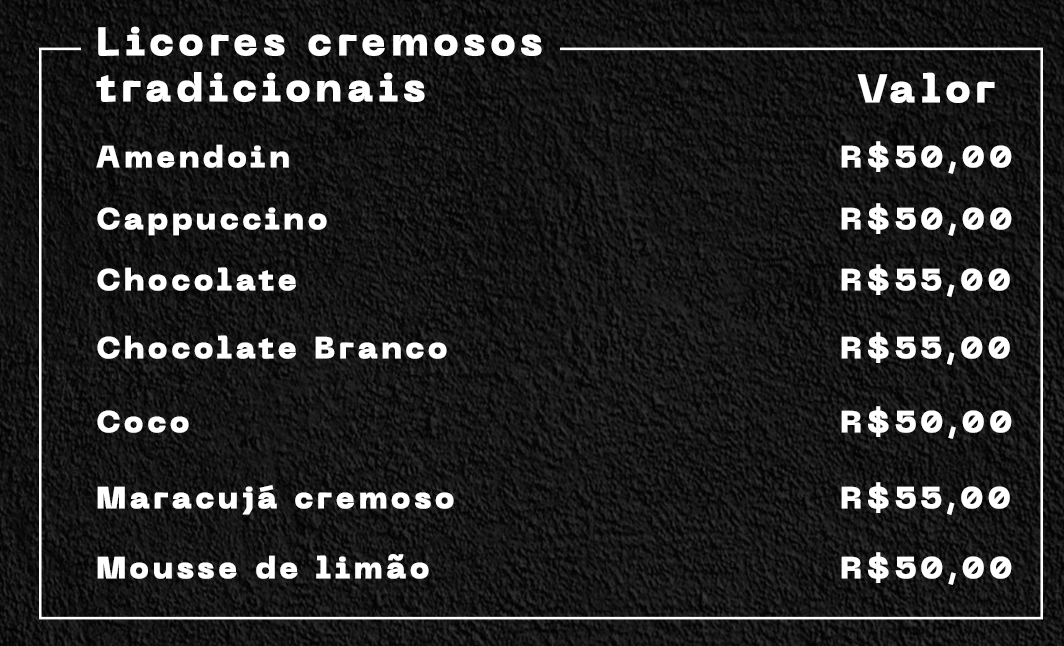 Licores cremosos
tradicionais Valor
Amendoin R$50,00
Cappuccino R$50,00
Chocolate R$55,00
Chocolate Branco R$55,00
Coco R$50,00
Maracujá cremoso R$55,00
Mousse de limão R$50,00